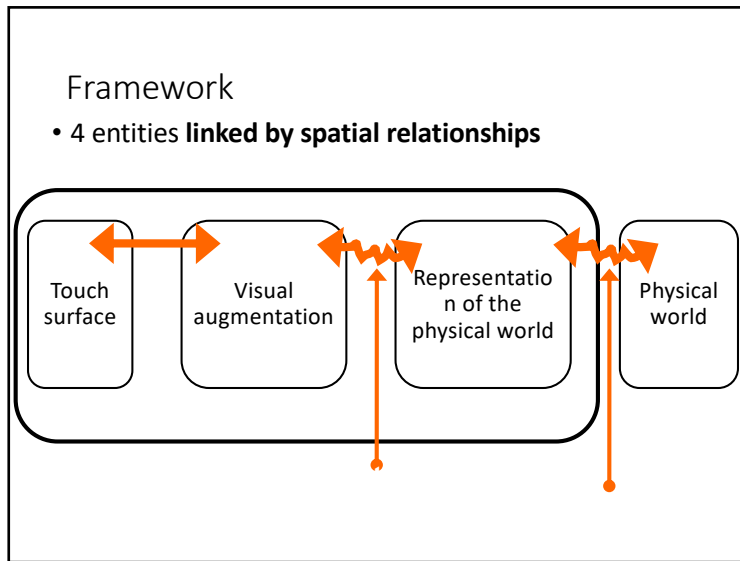 Framework
• 4 entities linked by spatial relationships
Touch
surface
Visual
augmentation
Representatio
n of the
physical world
Physical
world